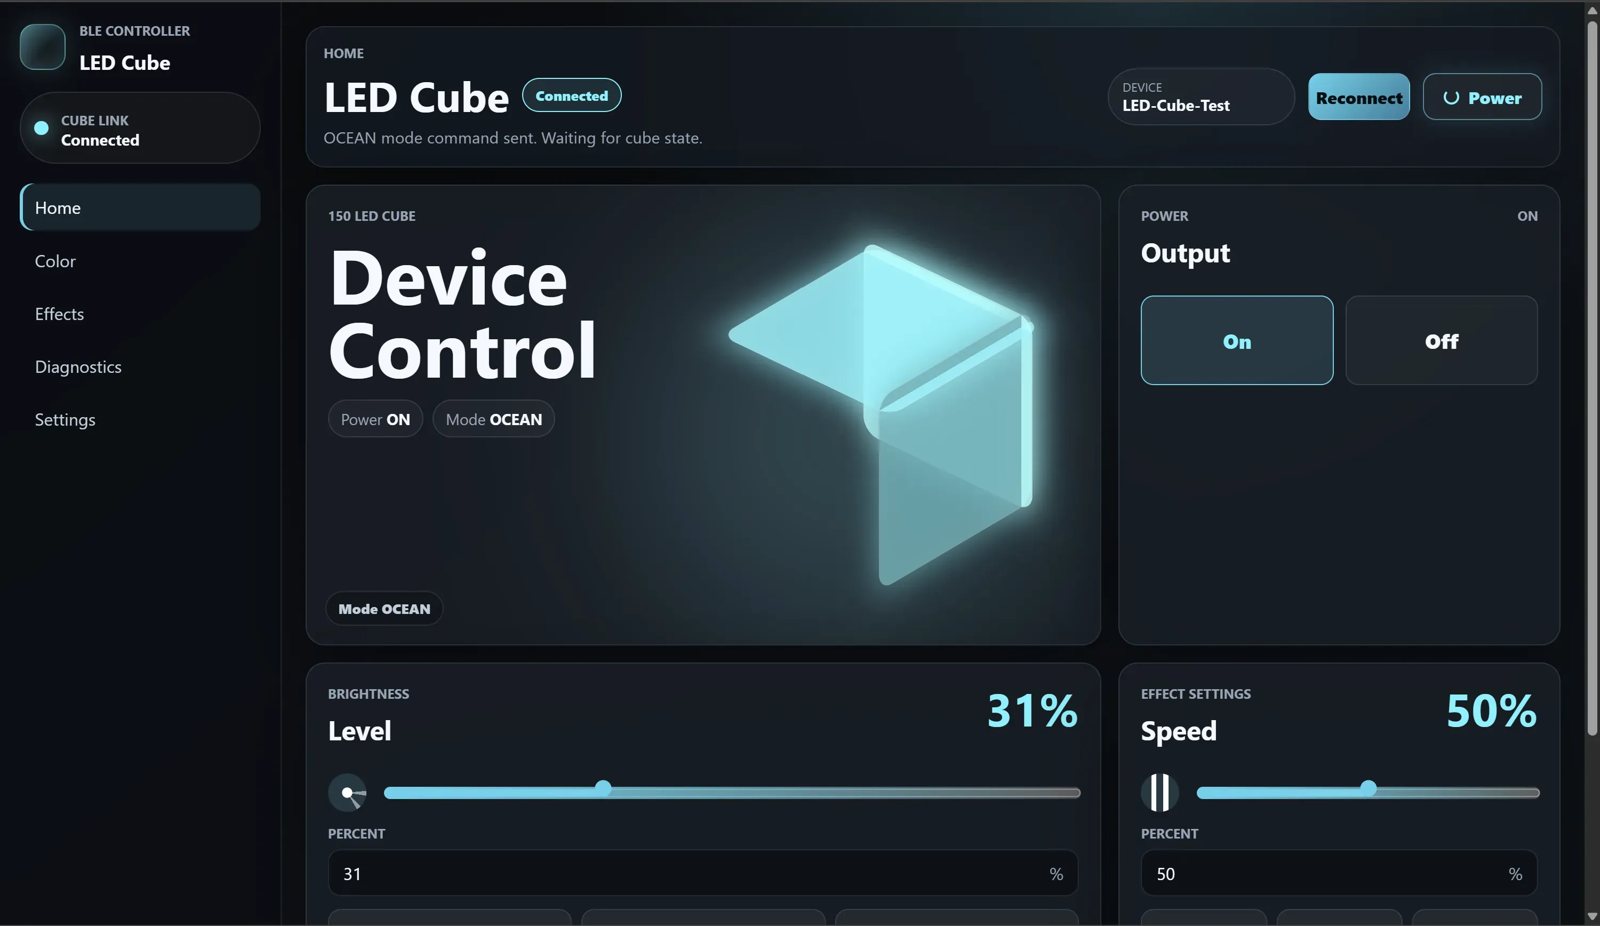 BLE CONTROLLER
LED Cube
CUBE LINK
Connected
Home
Color
Effects
Diagnostics
Settings
HOME
LED Cube
Connected
OCEAN mode command sent. Waiting for cube state.
DEVICE
LED-Cube-Test
Reconnect
Power
150 LED CUBE
Device
Control
Power ON
Mode OCEAN
Mode OCEAN
POWER
ON
Output
On
Off
BRIGHTNESS
Level
31%
PERCENT
31
%
EFFECT SETTINGS
Speed
50%
PERCENT
50
%